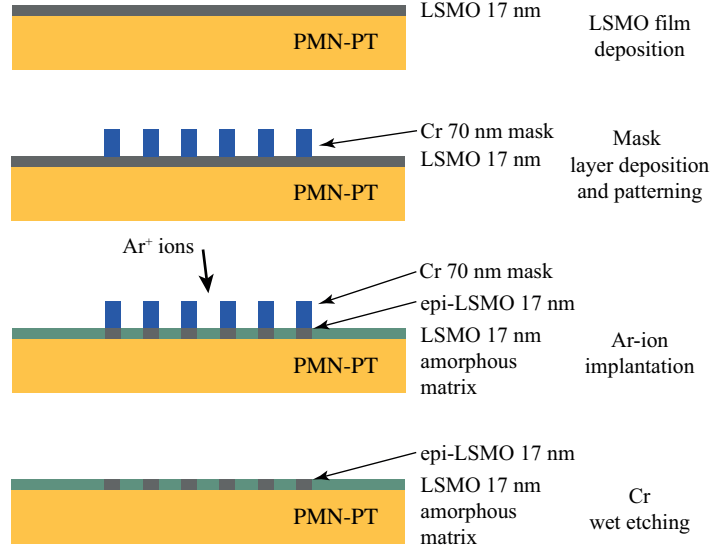 LSMO 17 nm
PMN-PT
LSMO film
deposition
Cr 70 nm mask
LSMO 17 nm
PMN-PT
Mask
layer deposition
and patterning
Ar⁺ ions
Cr 70 nm mask
epi-LSMO 17 nm
LSMO 17 nm
amorphous
matrix
PMN-PT
Ar-ion
implantation
epi-LSMO 17 nm
LSMO 17 nm
amorphous
matrix
PMN-PT
Cr
wet etching